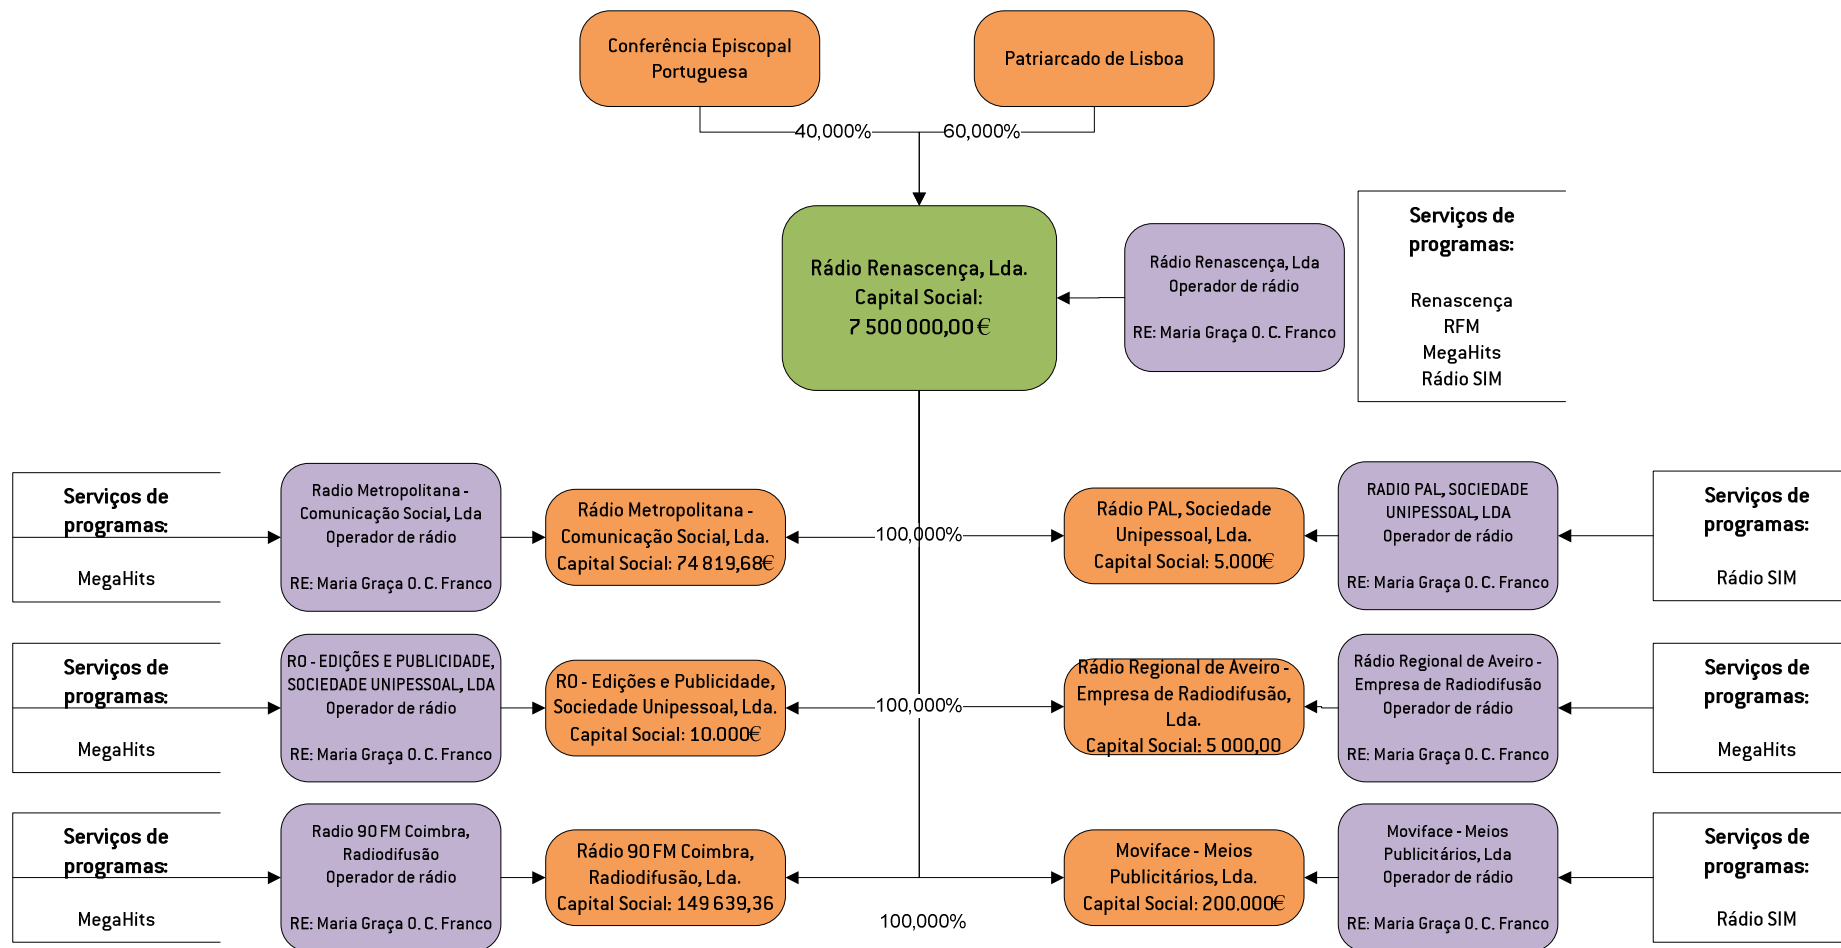 Conferência Episcopal
Portuguesa
Patriarcado de Lisboa
40,000%
60,000%
Rádio Renascença, Lda.
Capital Social:
7 500 000,00 €
Rádio Renascença, Lda
Operador de rádio
RE: Maria Graça O. C. Franco
Serviços de
programas:
Renascença
RFM
MegaHits
Rádio SIM
Serviços de
programas:
MegaHits
Radio Metropolitana -
Comunicação Social, Lda
Operador de rádio
RE: Maria Graça O. C. Franco
Rádio Metropolitana -
Comunicação Social, Lda.
Capital Social: 74 819,68€
100,000%
Rádio PAL, Sociedade
Unipessoal, Lda.
Capital Social: 5.000€
RADIO PAL, SOCIEDADE
UNIPESSOAL, LDA
Operador de rádio
RE: Maria Graça O. C. Franco
Serviços de
programas:
Rádio SIM
Serviços de
programas:
MegaHits
RO - EDIÇÕES E PUBLICIDADE,
SOCIEDADE UNIPESSOAL, LDA
Operador de rádio
RE: Maria Graça O. C. Franco
RO - Edições e Publicidade,
Sociedade Unipessoal, Lda.
Capital Social: 10.000€
100,000%
Rádio Regional de Aveiro -
Empresa de Radiodifusão,
Lda.
Capital Social: 5 000,00
Rádio Regional de Aveiro -
Empresa de Radiodifusão
Operador de rádio
RE: Maria Graça O. C. Franco
Serviços de
programas:
MegaHits
Serviços de
programas:
MegaHits
Radio 90 FM Coimbra,
Radiodifusão
Operador de rádio
RE: Maria Graça O. C. Franco
Rádio 90 FM Coimbra,
Radiodifusão, Lda.
Capital Social: 149 639,36
100,000%
Moviface - Meios
Publicitários, Lda.
Capital Social: 200.000€
Moviface - Meios
Publicitários, Lda
Operador de rádio
RE: Maria Graça O. C. Franco
Serviços de
programas:
Rádio SIM